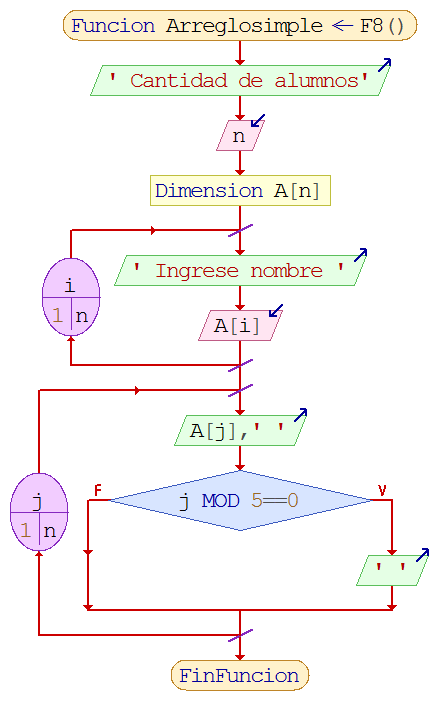 Funcion Arreglosimple ← F8()
' Cantidad de alumnos'
n
Dimension A[n]
' Ingrese nombre '
i
1 n
A[i]
A[j],' '
F
V
j MOD 5==0
j
1 n
' '
FinFuncion